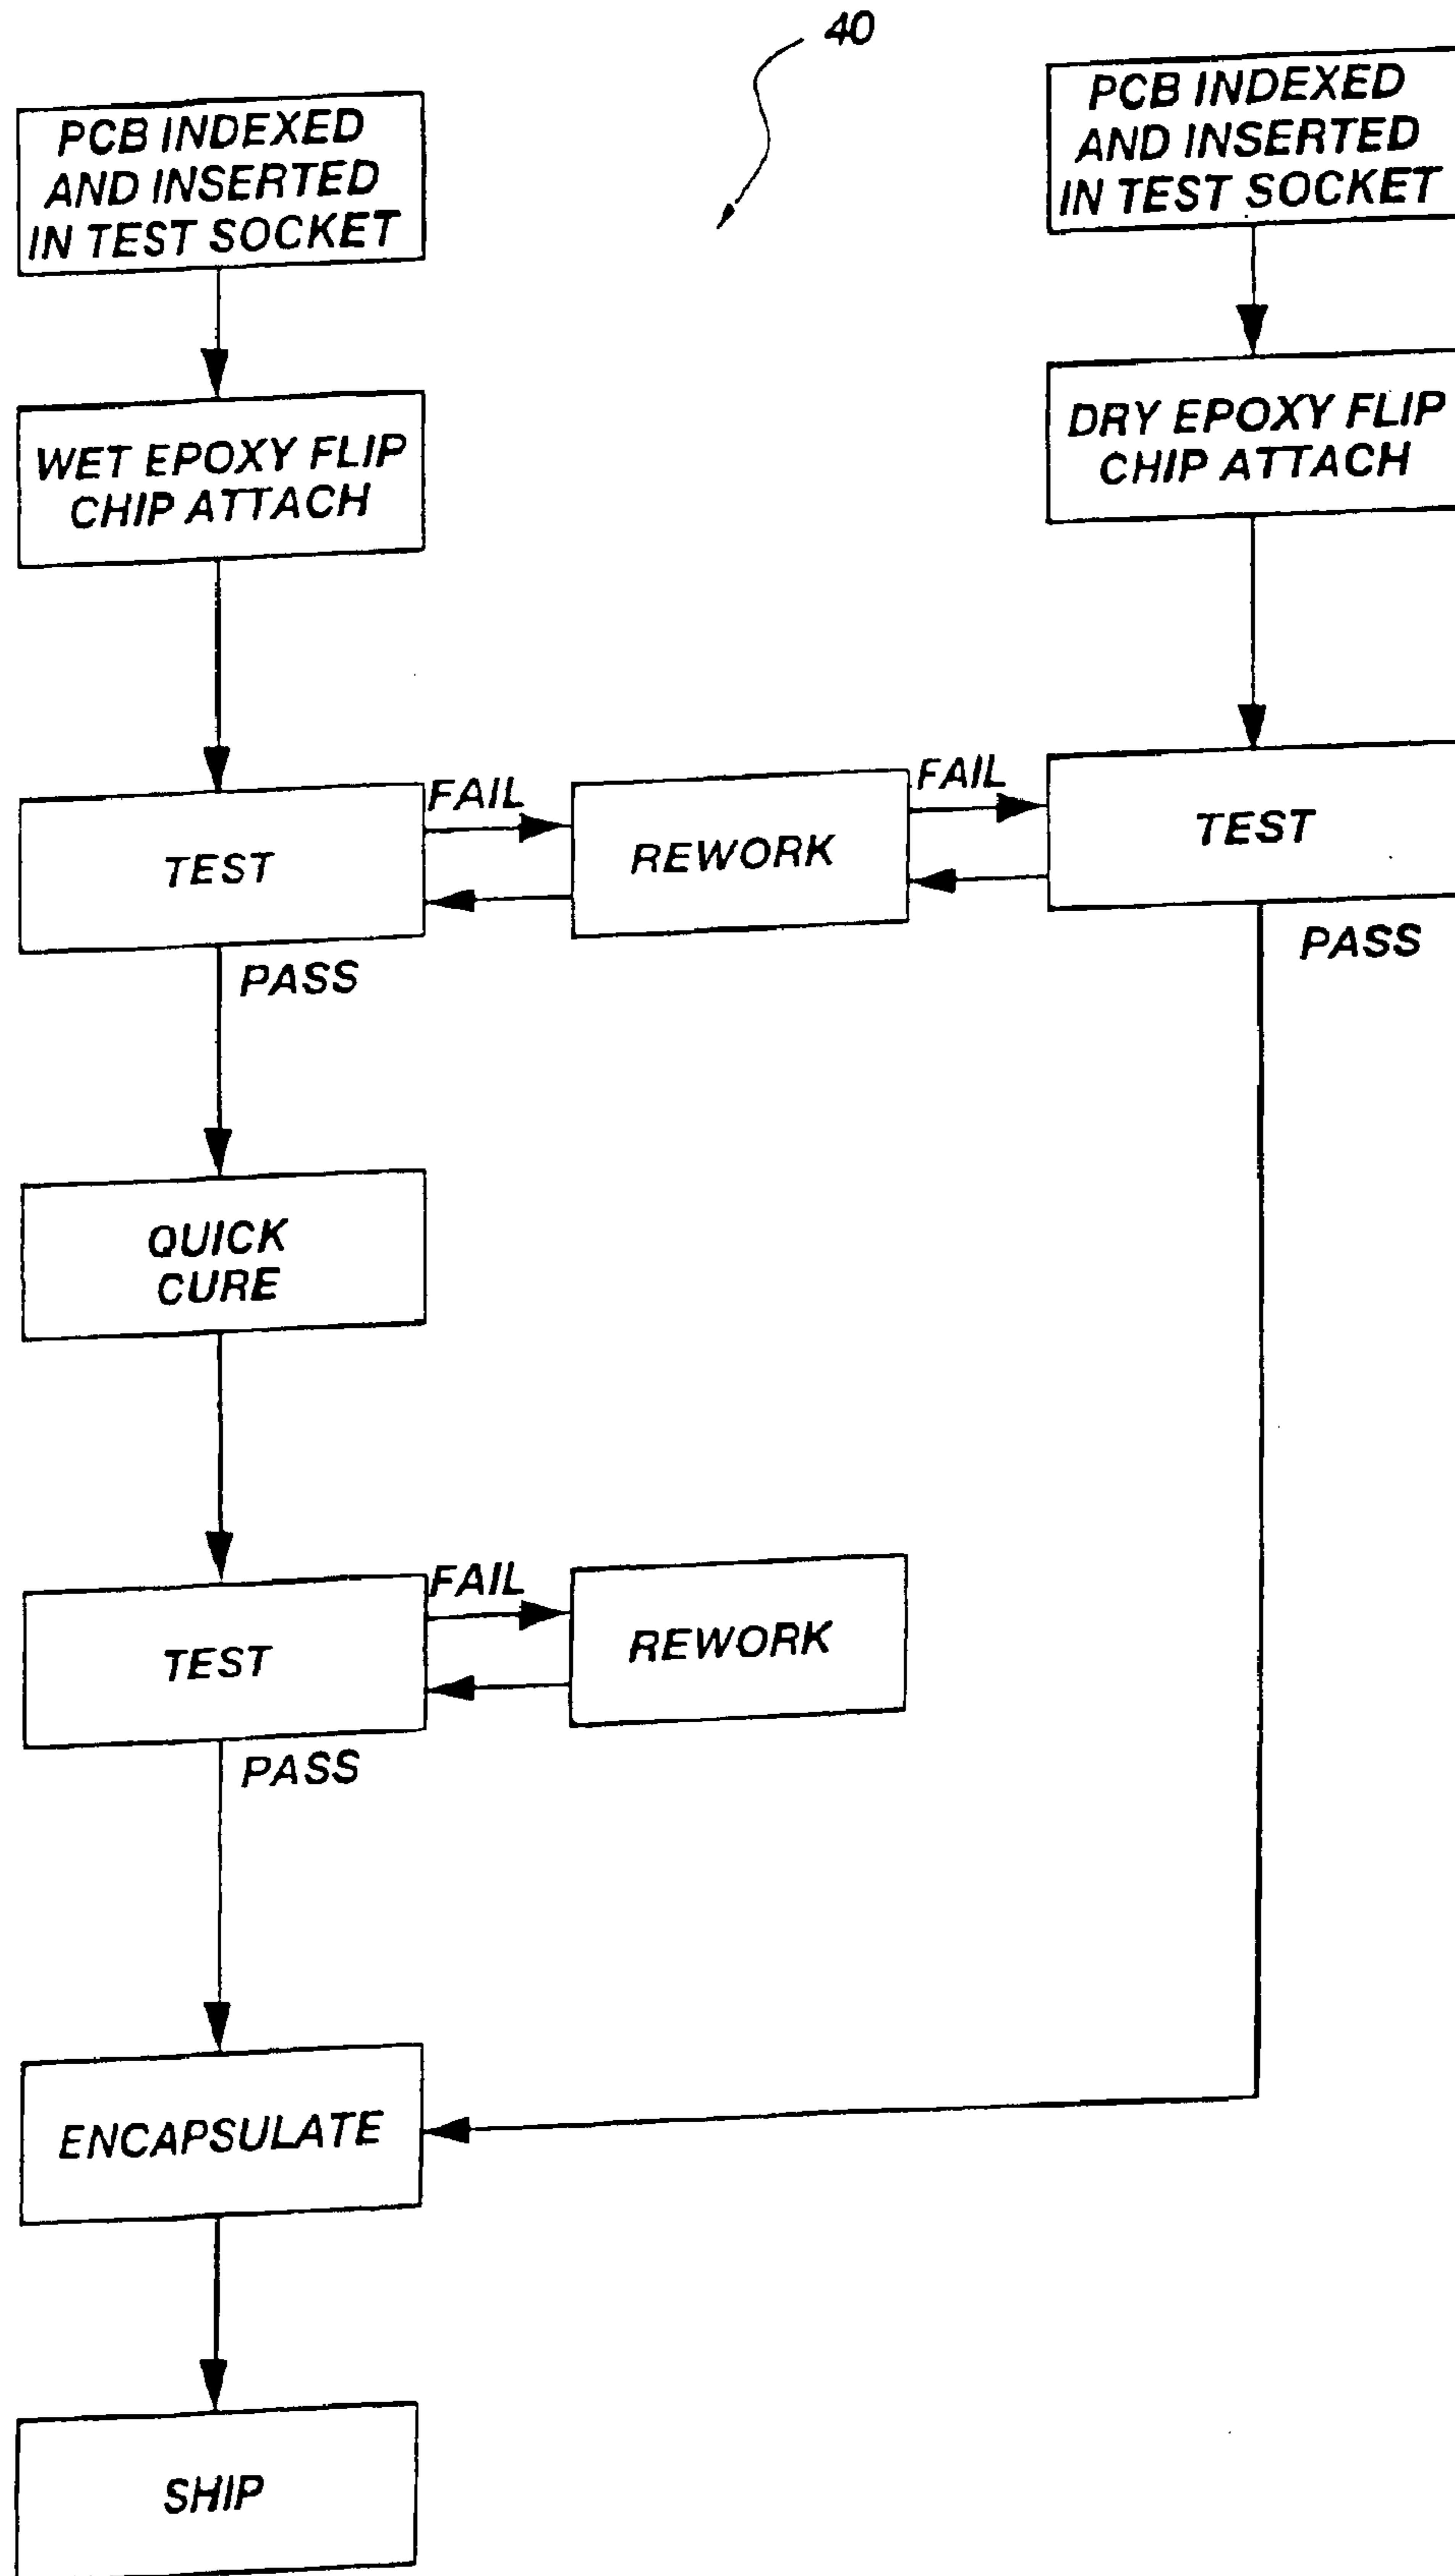 40
PCB INDEXED
AND INSERTED
IN TEST SOCKET
PCB INDEXED
AND INSERTED
IN TEST SOCKET
WET EPOXY FLIP
CHIP ATTACH
DRY EPOXY FLIP
CHIP ATTACH
TEST
FAIL
REWORK
FAIL
TEST
PASS
PASS
QUICK
CURE
TEST
FAIL
REWORK
PASS
ENCAPSULATE
SHIP